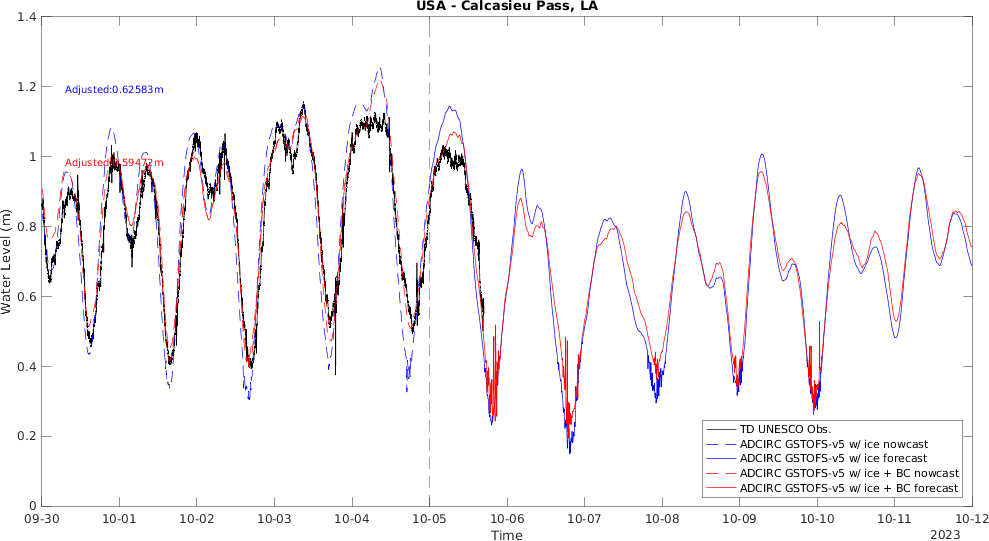 USA - Calcasieu Pass, LA
1.4
1.2
1
0.8
0.6
0.4
0.2
0
Water Level (m)
Adjusted:0.62583m
Adjusted:0.59472m
TD UNESCO Obs.
ADCIRC GSTOFS-v5 w/ ice nowcast
ADCIRC GSTOFS-v5 w/ ice forecast
ADCIRC GSTOFS-v5 w/ ice + BC nowcast
ADCIRC GSTOFS-v5 w/ ice + BC forecast
09-30 10-01 10-02 10-03 10-04 10-05 10-06 10-07 10-08 10-09 10-10 10-11 10-12
Time
2023